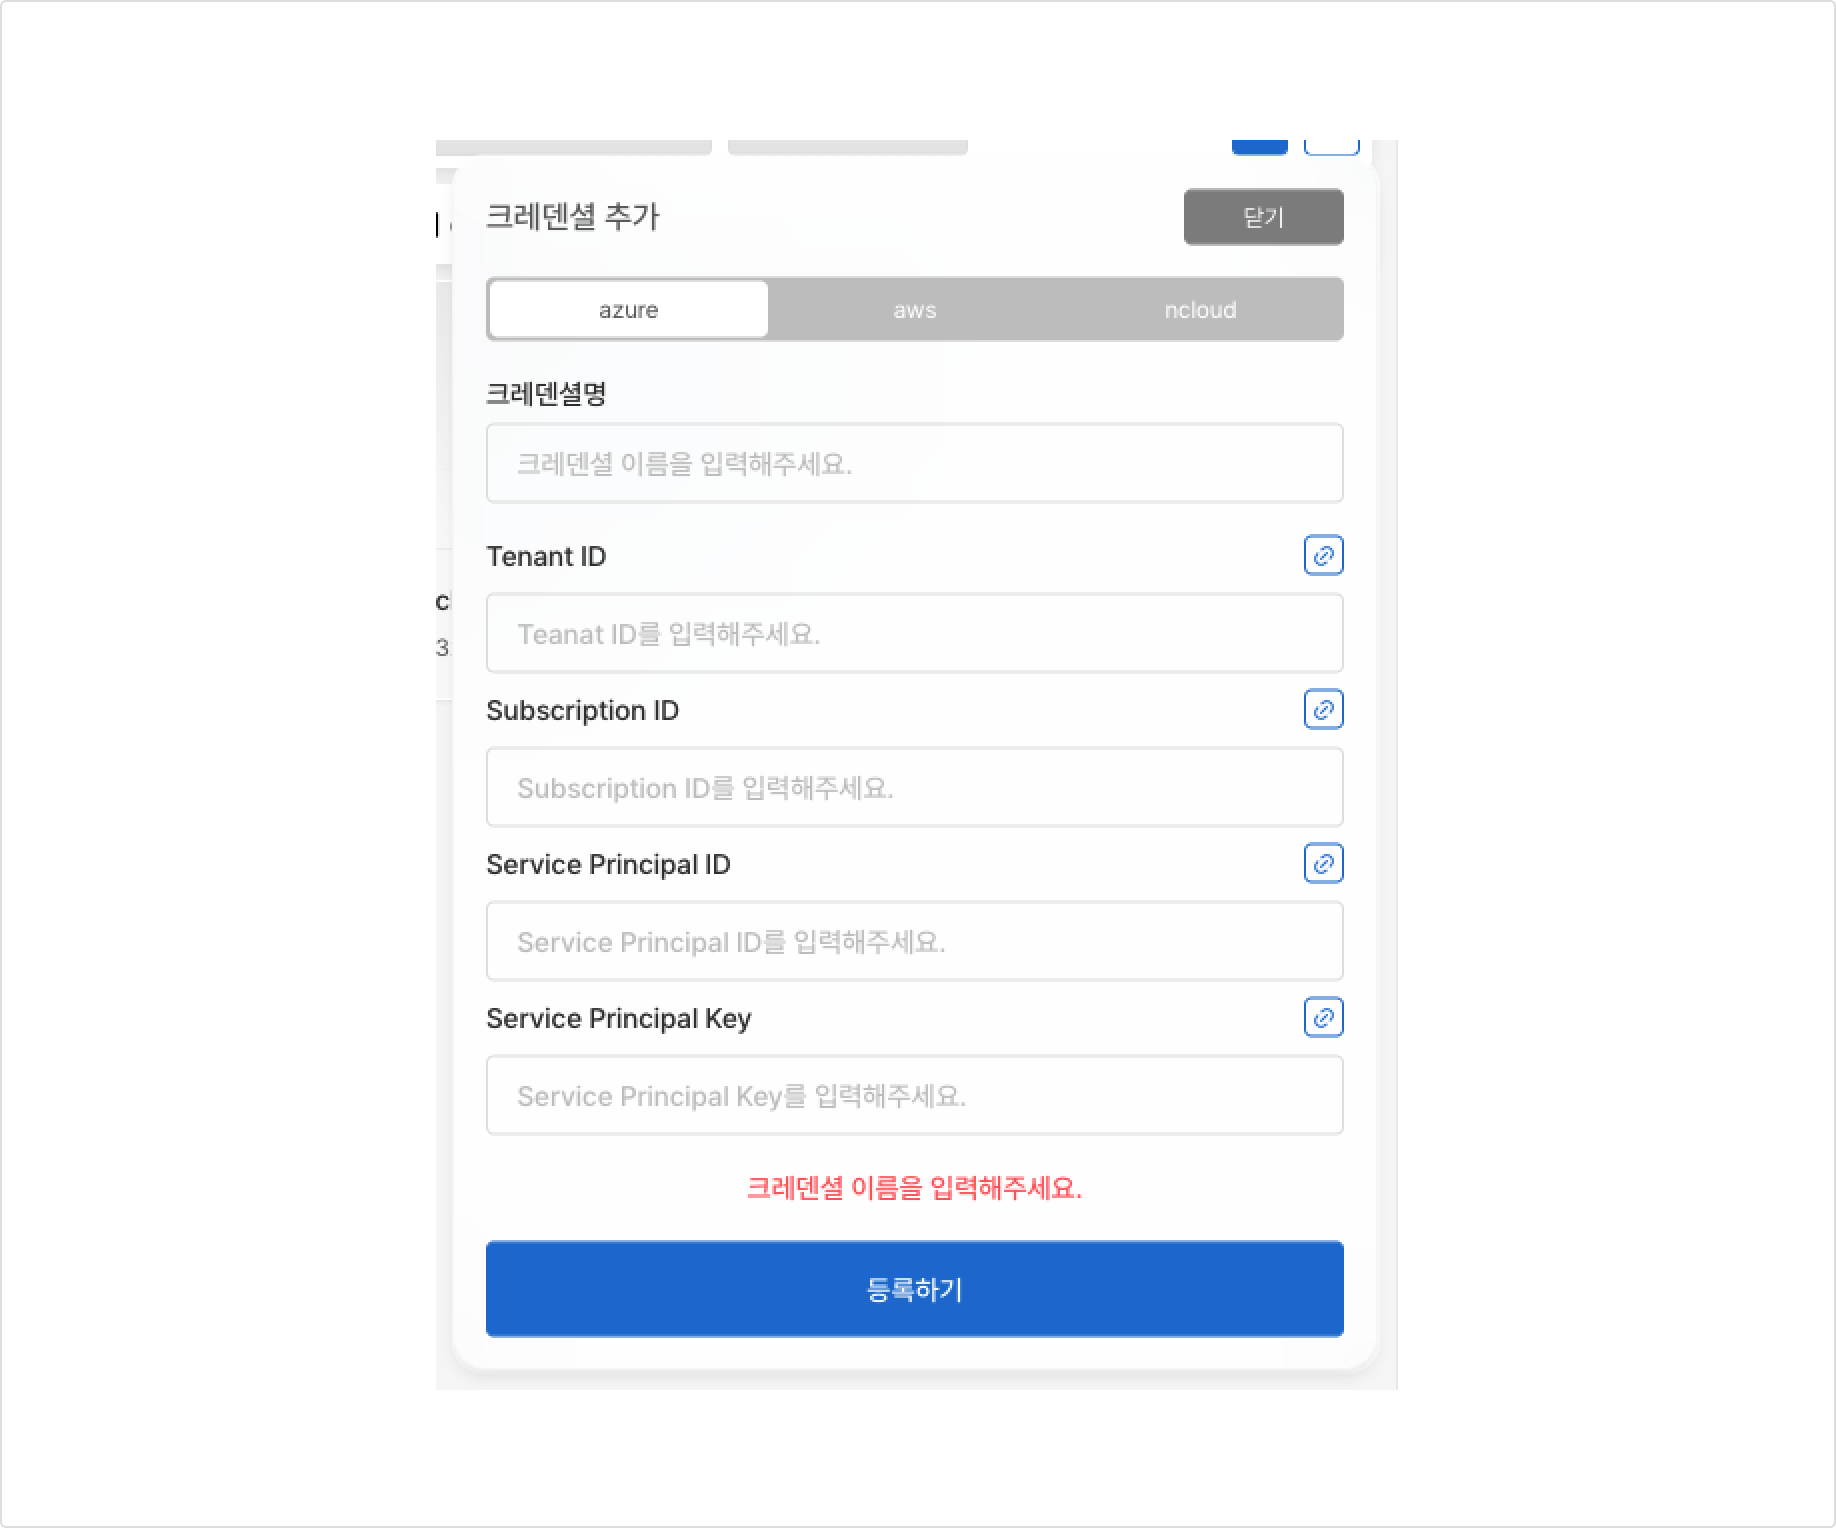 크레덴셜 추가
닫기
azure
aws
ncloud
크레덴셜명
크레덴셜 이름을 입력해주세요.
Tenant ID
Teanat ID를 입력해주세요.
Subscription ID
Subscription ID를 입력해주세요.
Service Principal ID
Service Principal ID를 입력해주세요.
Service Principal Key
Service Principal Key를 입력해주세요.
크레덴셜 이름을 입력해주세요.
등록하기